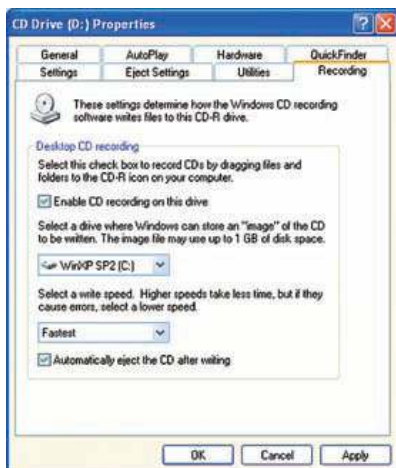 CD Drive (D:) Properties
General AutoPlay Hardware QuickFinder
Settings Eject Settings Utilities Recording
These settings determine how the Windows CD recording
software writes files to this CD-R drive.
Desktop CD recording
Select this check box to record CDs by dragging files and
folders to the CD-R icon on your computer.
Enable CD recording on this drive
Select a drive where Windows can store an "image" of the CD
to be written. The image file may use up to 1 GB of disk space.
WinXP SP2 (C:)
Select a write speed. Higher speeds take less time, but if they
cause errors, select a lower speed.
Fastest
Automatically eject the CD after writing
OK Cancel Apply